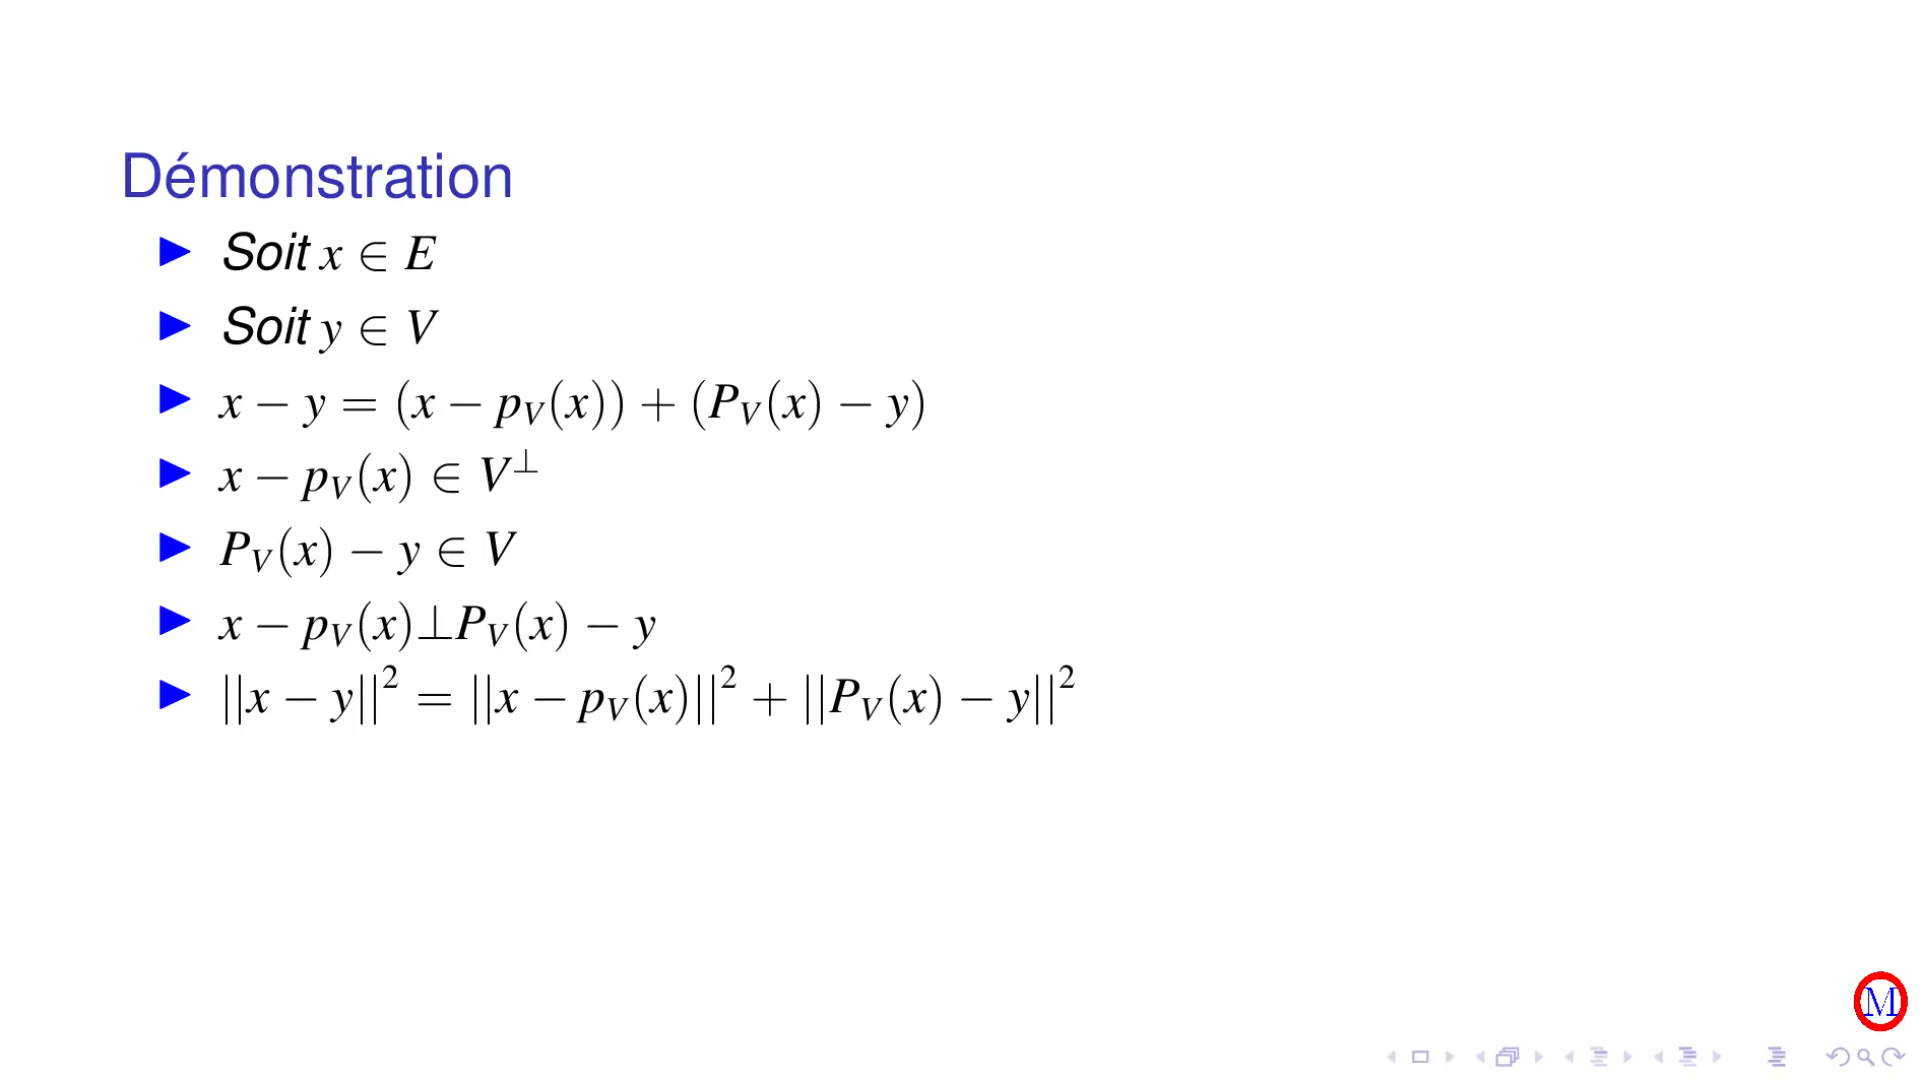 Démonstration
▶ Soit x ∈ E
▶ Soit y ∈ V
▶ x − y = (x − p_V(x)) + (P_V(x) − y)
▶ x − p_V(x) ∈ V^⊥
▶ P_V(x) − y ∈ V
▶ x − p_V(x)⊥P_V(x) − y
▶ ||x − y||² = ||x − p_V(x)||² + ||P_V(x) − y||²
M